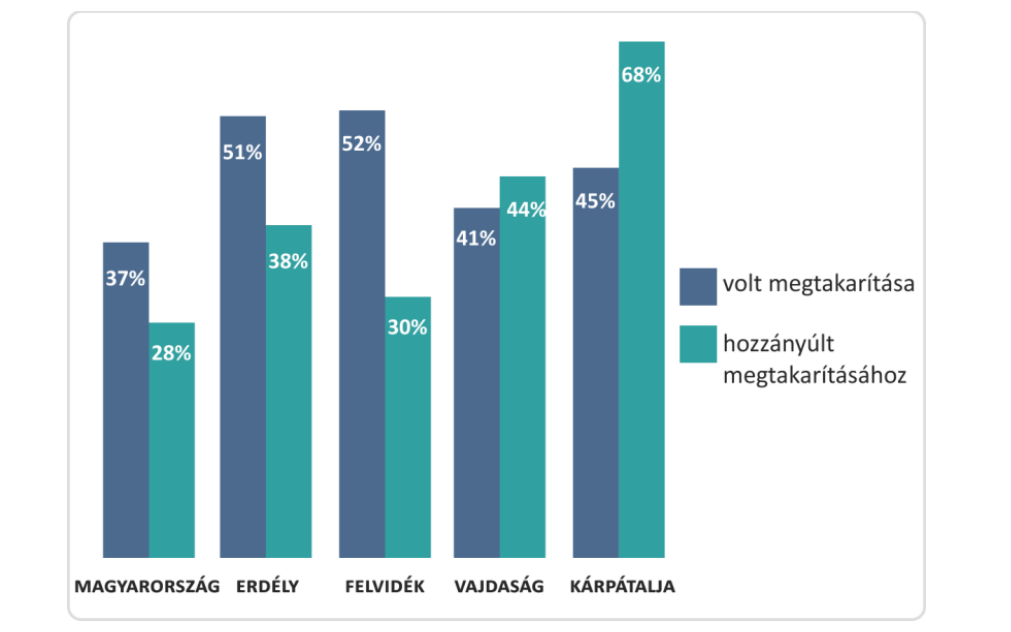 68%
52%
51%
45%
44%
41%
38%
37%
30%
28%
volt megtakarítása
hozzányúlt
megtakarításához
MAGYARORSZÁG ERDÉLY FELVIDÉK VAJDASÁG KÁRPÁTALJA